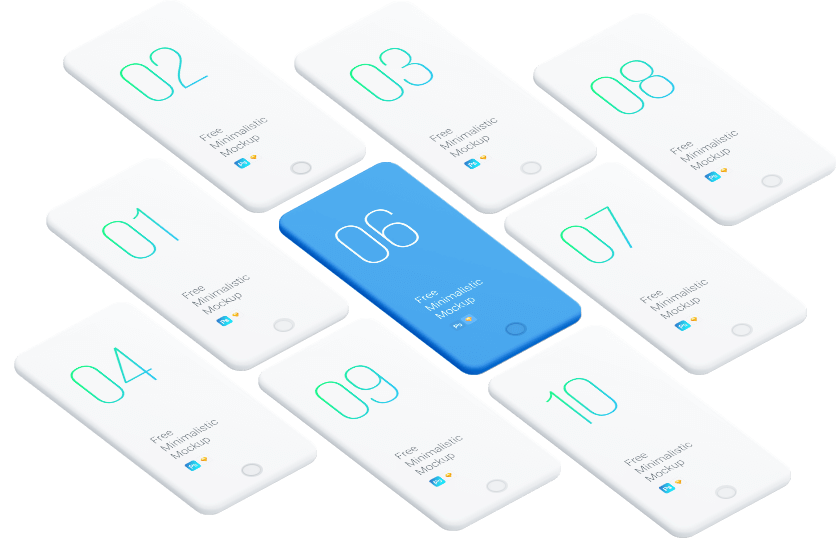 02
Free
Minimalistic
Mockup
Ps
03
Free
Minimalistic
Mockup
Ps
08
Free
Minimalistic
Mockup
Ps
01
Free
Minimalistic
Mockup
Ps
06
Free
Minimalistic
Mockup
Ps
07
Free
Minimalistic
Mockup
Ps
04
Free
Minimalistic
Mockup
Ps
09
Free
Minimalistic
Mockup
Ps
10
Free
Minimalistic
Mockup
Ps